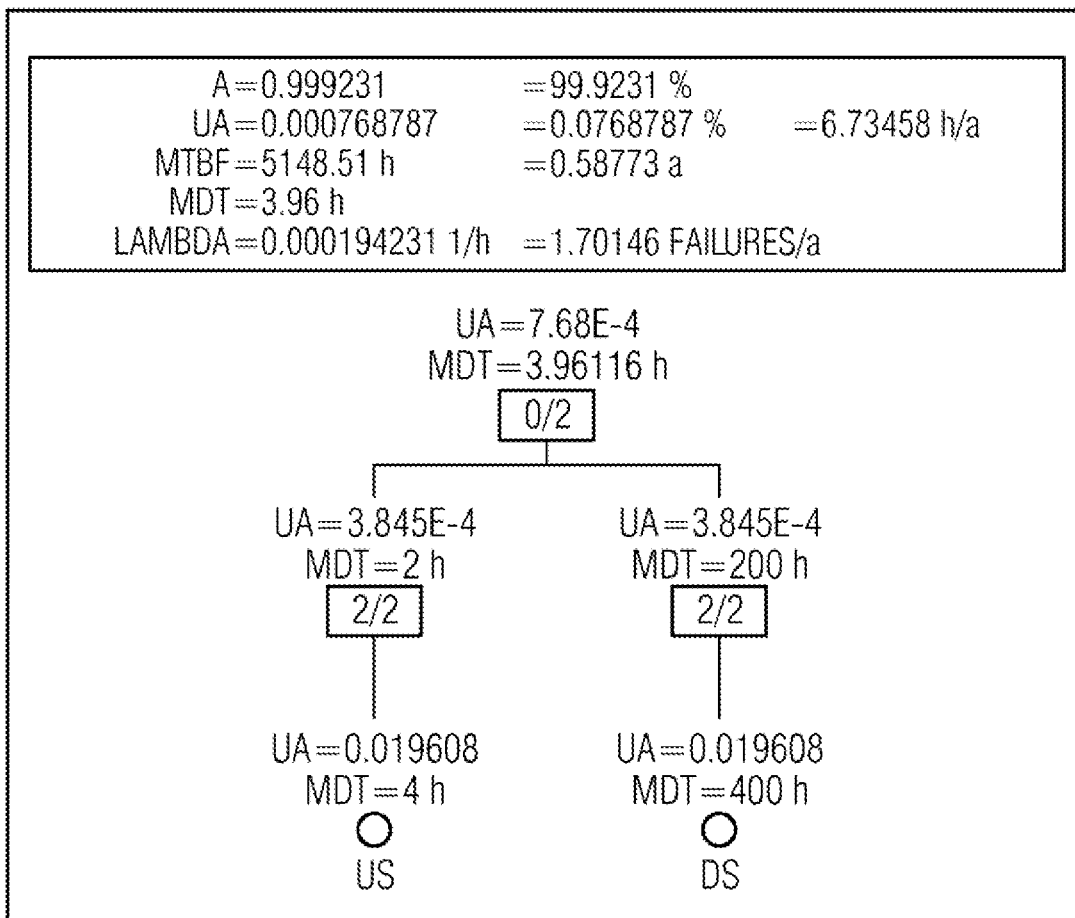 A=0.999231 =99.9231 %
UA=0.000768787 =0.0768787 % =6.73458 h/a
MTBF=5148.51 h =0.58773 a
MDT=3.96 h
LAMBDA=0.000194231 1/h =1.70146 FAILURES/a
UA=7.68E-4
MDT=3.96116 h
0/2
UA=3.845E-4 UA=3.845E-4
MDT=2 h MDT=200 h
2/2 2/2
UA=0.019608 UA=0.019608
MDT=4 h MDT=400 h
US DS